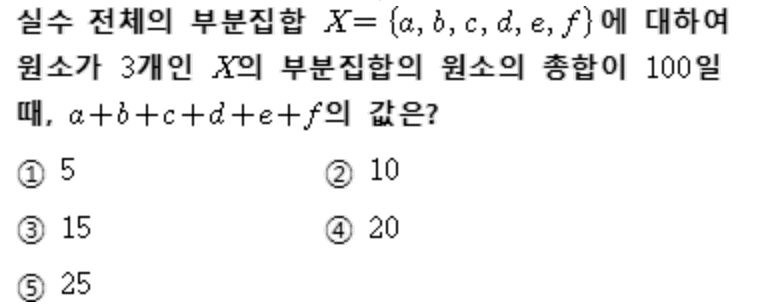 실수 전체의 부분집합 X= {a, b, c, d, e, f}에 대하여
원소가 3개인 X의 부분집합의 원소의 총합이 100일
때, a+b+c+d+e+f의 값은?
① 5 ② 10
③ 15 ④ 20
⑤ 25